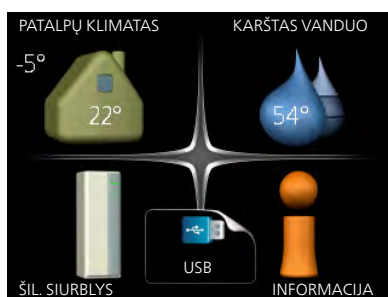 PATALPŲ KLIMATAS
KARŠTAS VANDUO
-5°
22°
54°
USB
ŠIL. SIURBLYS
INFORMACIJA